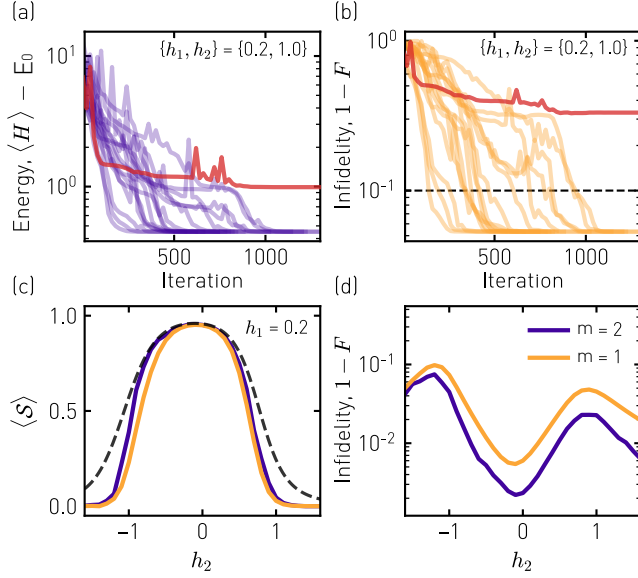 (a)
(b)
Energy, ⟨H⟩ − E₀
10¹
10⁰
{h₁, h₂} = {0.2, 1.0}
500
1000
Iteration
Infidelity, 1 − F
10⁰
10⁻¹
{h₁, h₂} = {0.2, 1.0}
500
1000
Iteration
(c)
(d)
⟨S⟩
1.0
0.5
0.0
h₁ = 0.2
−1
0
1
h₂
Infidelity, 1 − F
10⁻¹
10⁻²
m = 2
m = 1
−1
0
1
h₂